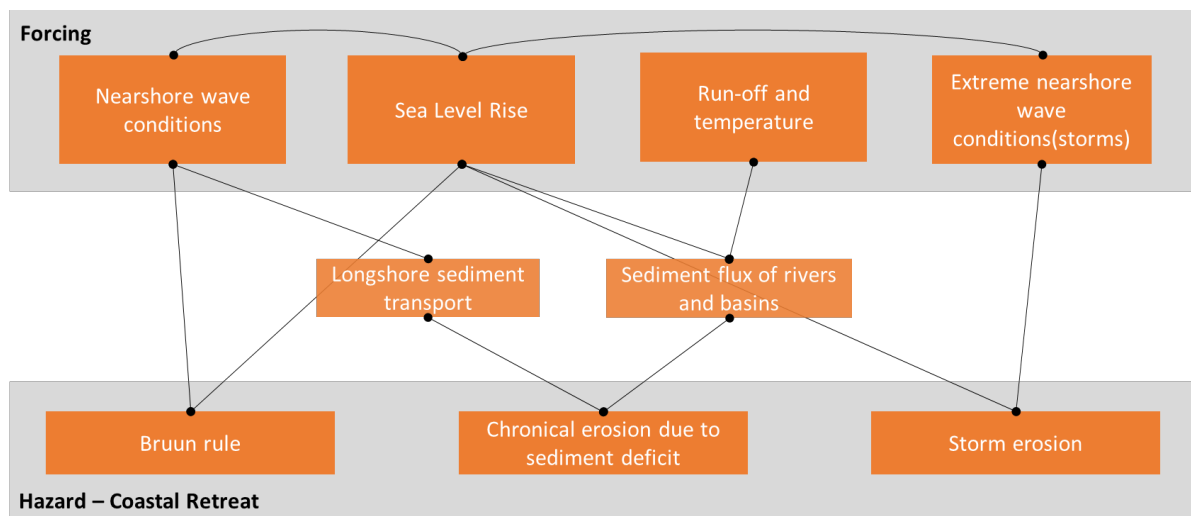 Forcing
Nearshore wave
conditions
Sea Level Rise
Run-off and
temperature
Extreme nearshore
wave
conditions(storms)
Longshore sediment
transport
Sediment flux of rivers
and basins
Bruun rule
Chronical erosion due to
sediment deficit
Storm erosion
Hazard – Coastal Retreat